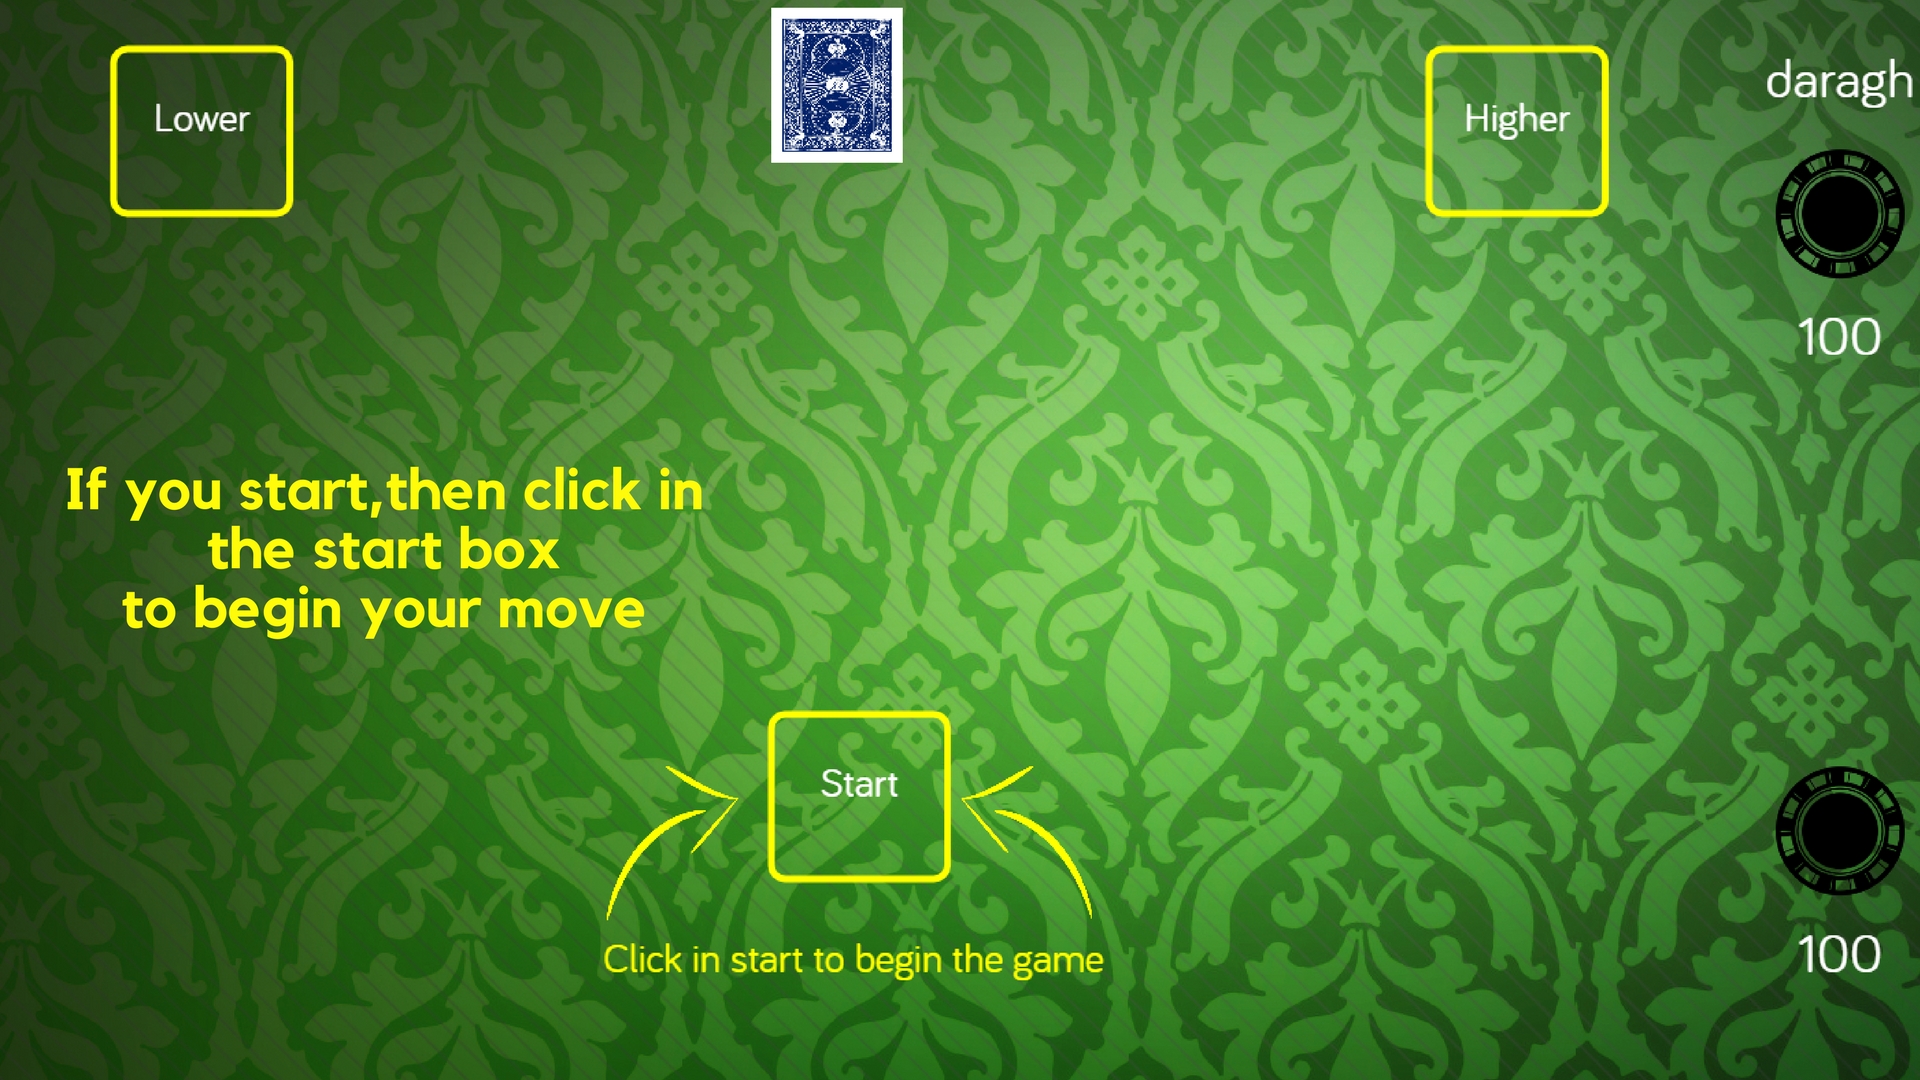 Lower
Higher
daragh
100
If you start,then click in
the start box
to begin your move
Start
Click in start to begin the game
100